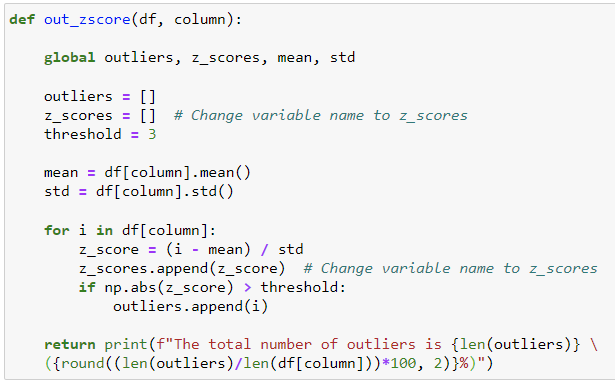 def out_zscore(df, column):

    global outliers, z_scores, mean, std

    outliers = []
    z_scores = []  # Change variable name to z_scores
    threshold = 3

    mean = df[column].mean()
    std = df[column].std()

    for i in df[column]:
        z_score = (i - mean) / std
        z_scores.append(z_score)  # Change variable name to z_scores
        if np.abs(z_score) > threshold:
            outliers.append(i)

    return print(f"The total number of outliers is {len(outliers)} \
    ({round((len(outliers)/len(df[column]))*100, 2)}%)")